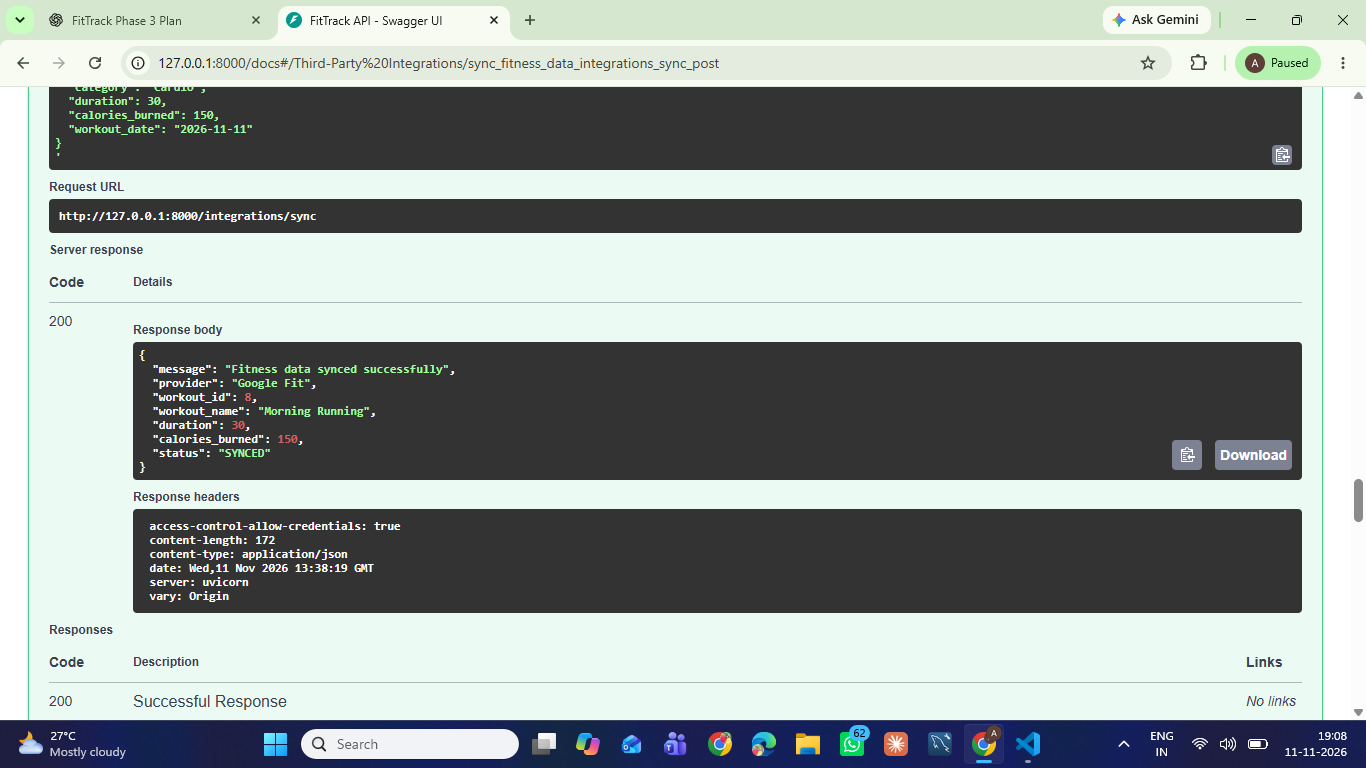 FitTrack Phase 3 Plan
FitTrack API - Swagger UI
Ask Gemini
127.0.0.1:8000/docs#/Third-Party%20Integrations/sync_fitness_data_integrations_sync_post
A
Paused
"category": "Cardio",
"duration": 30,
"calories_burned": 150,
"workout_date": "2026-11-11"
}
'
Request URL
http://127.0.0.1:8000/integrations/sync
Server response
Code Details
200
Response body
{
"message": "Fitness data synced successfully",
"provider": "Google Fit",
"workout_id": 8,
"workout_name": "Morning Running",
"duration": 30,
"calories_burned": 150,
"status": "SYNCED"
}
Download
Response headers
access-control-allow-credentials: true
content-length: 172
content-type: application/json
date: Wed,11 Nov 2026 13:38:19 GMT
server: uvicorn
vary: Origin
Responses
Code Description Links
200 Successful Response No links
27°C
Mostly cloudy
Search
62
A
ENG
IN
19:08
11-11-2026